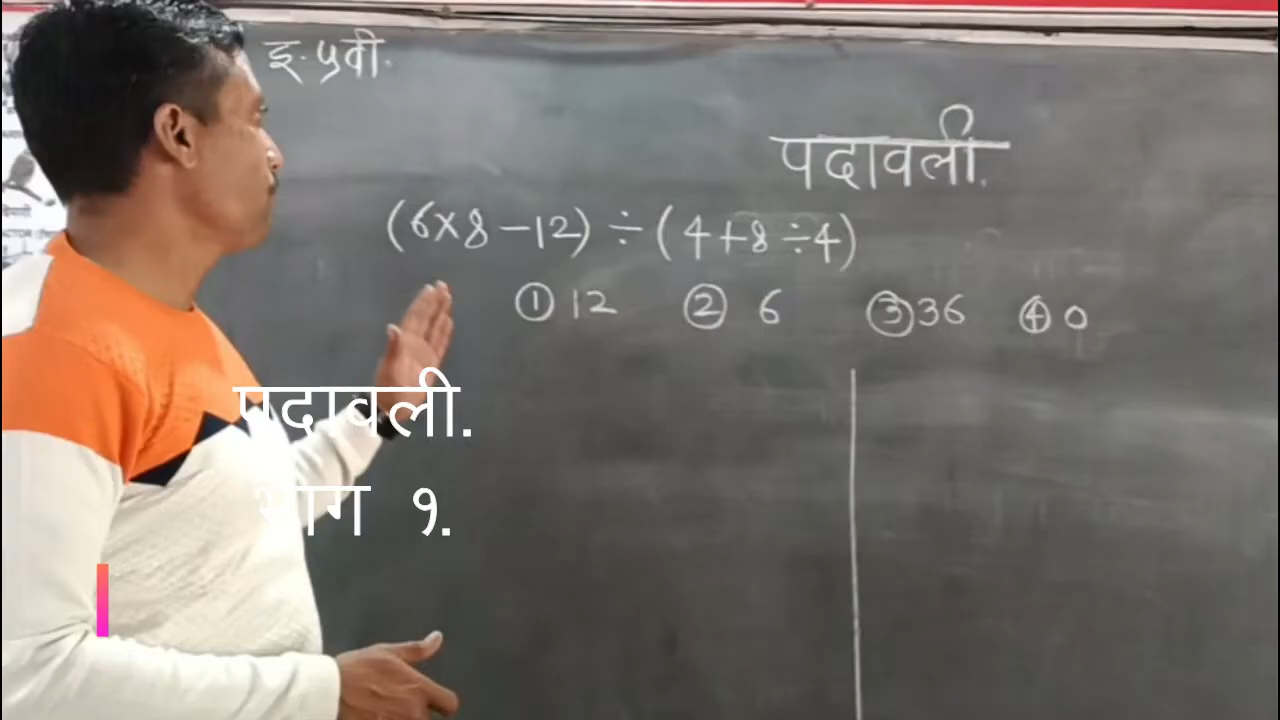 इ. ५वी.
पदावली.
(6×8-12) ÷ (4+8÷4)
① 12 ② 6 ③ 36 ④ 0
पदावली.
भाग १.